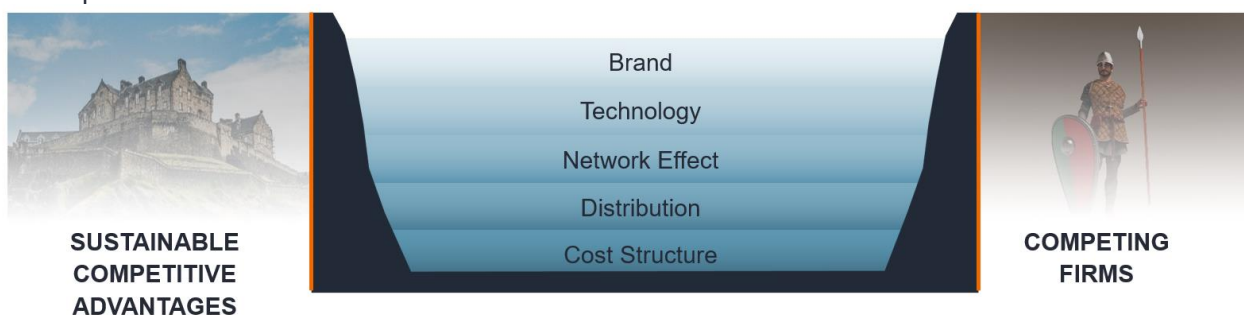 Brand
Technology
Network Effect
Distribution
Cost Structure
SUSTAINABLE
COMPETITIVE
ADVANTAGES
COMPETING
FIRMS